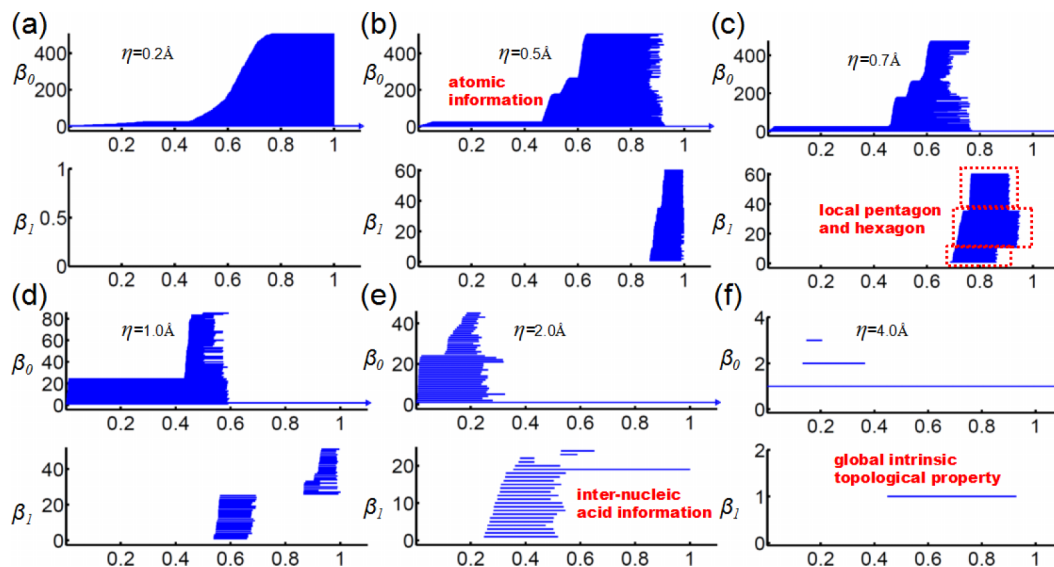 (a)
η=0.2Å
β0
400
200
0
0.2 0.4 0.6 0.8 1
β1
1
0.5
0
0.2 0.4 0.6 0.8 1
(b)
η=0.5Å
atomic
information
β0
400
200
0
0.2 0.4 0.6 0.8 1
β1
60
40
20
0
0.2 0.4 0.6 0.8 1
(c)
η=0.7Å
β0
400
200
0
0.2 0.4 0.6 0.8 1
local pentagon
and hexagon
β1
60
40
20
0
0.2 0.4 0.6 0.8 1
(d)
η=1.0Å
β0
80
60
40
20
0
0.2 0.4 0.6 0.8 1
β1
40
20
0
0.2 0.4 0.6 0.8 1
(e)
η=2.0Å
β0
40
20
0
0.2 0.4 0.6 0.8 1
inter-nucleic
acid information
β1
20
10
0
0.2 0.4 0.6 0.8 1
(f)
η=4.0Å
β0
4
2
0
0.2 0.4 0.6 0.8 1
global intrinsic
topological property
β1
2
1
0
0.2 0.4 0.6 0.8 1